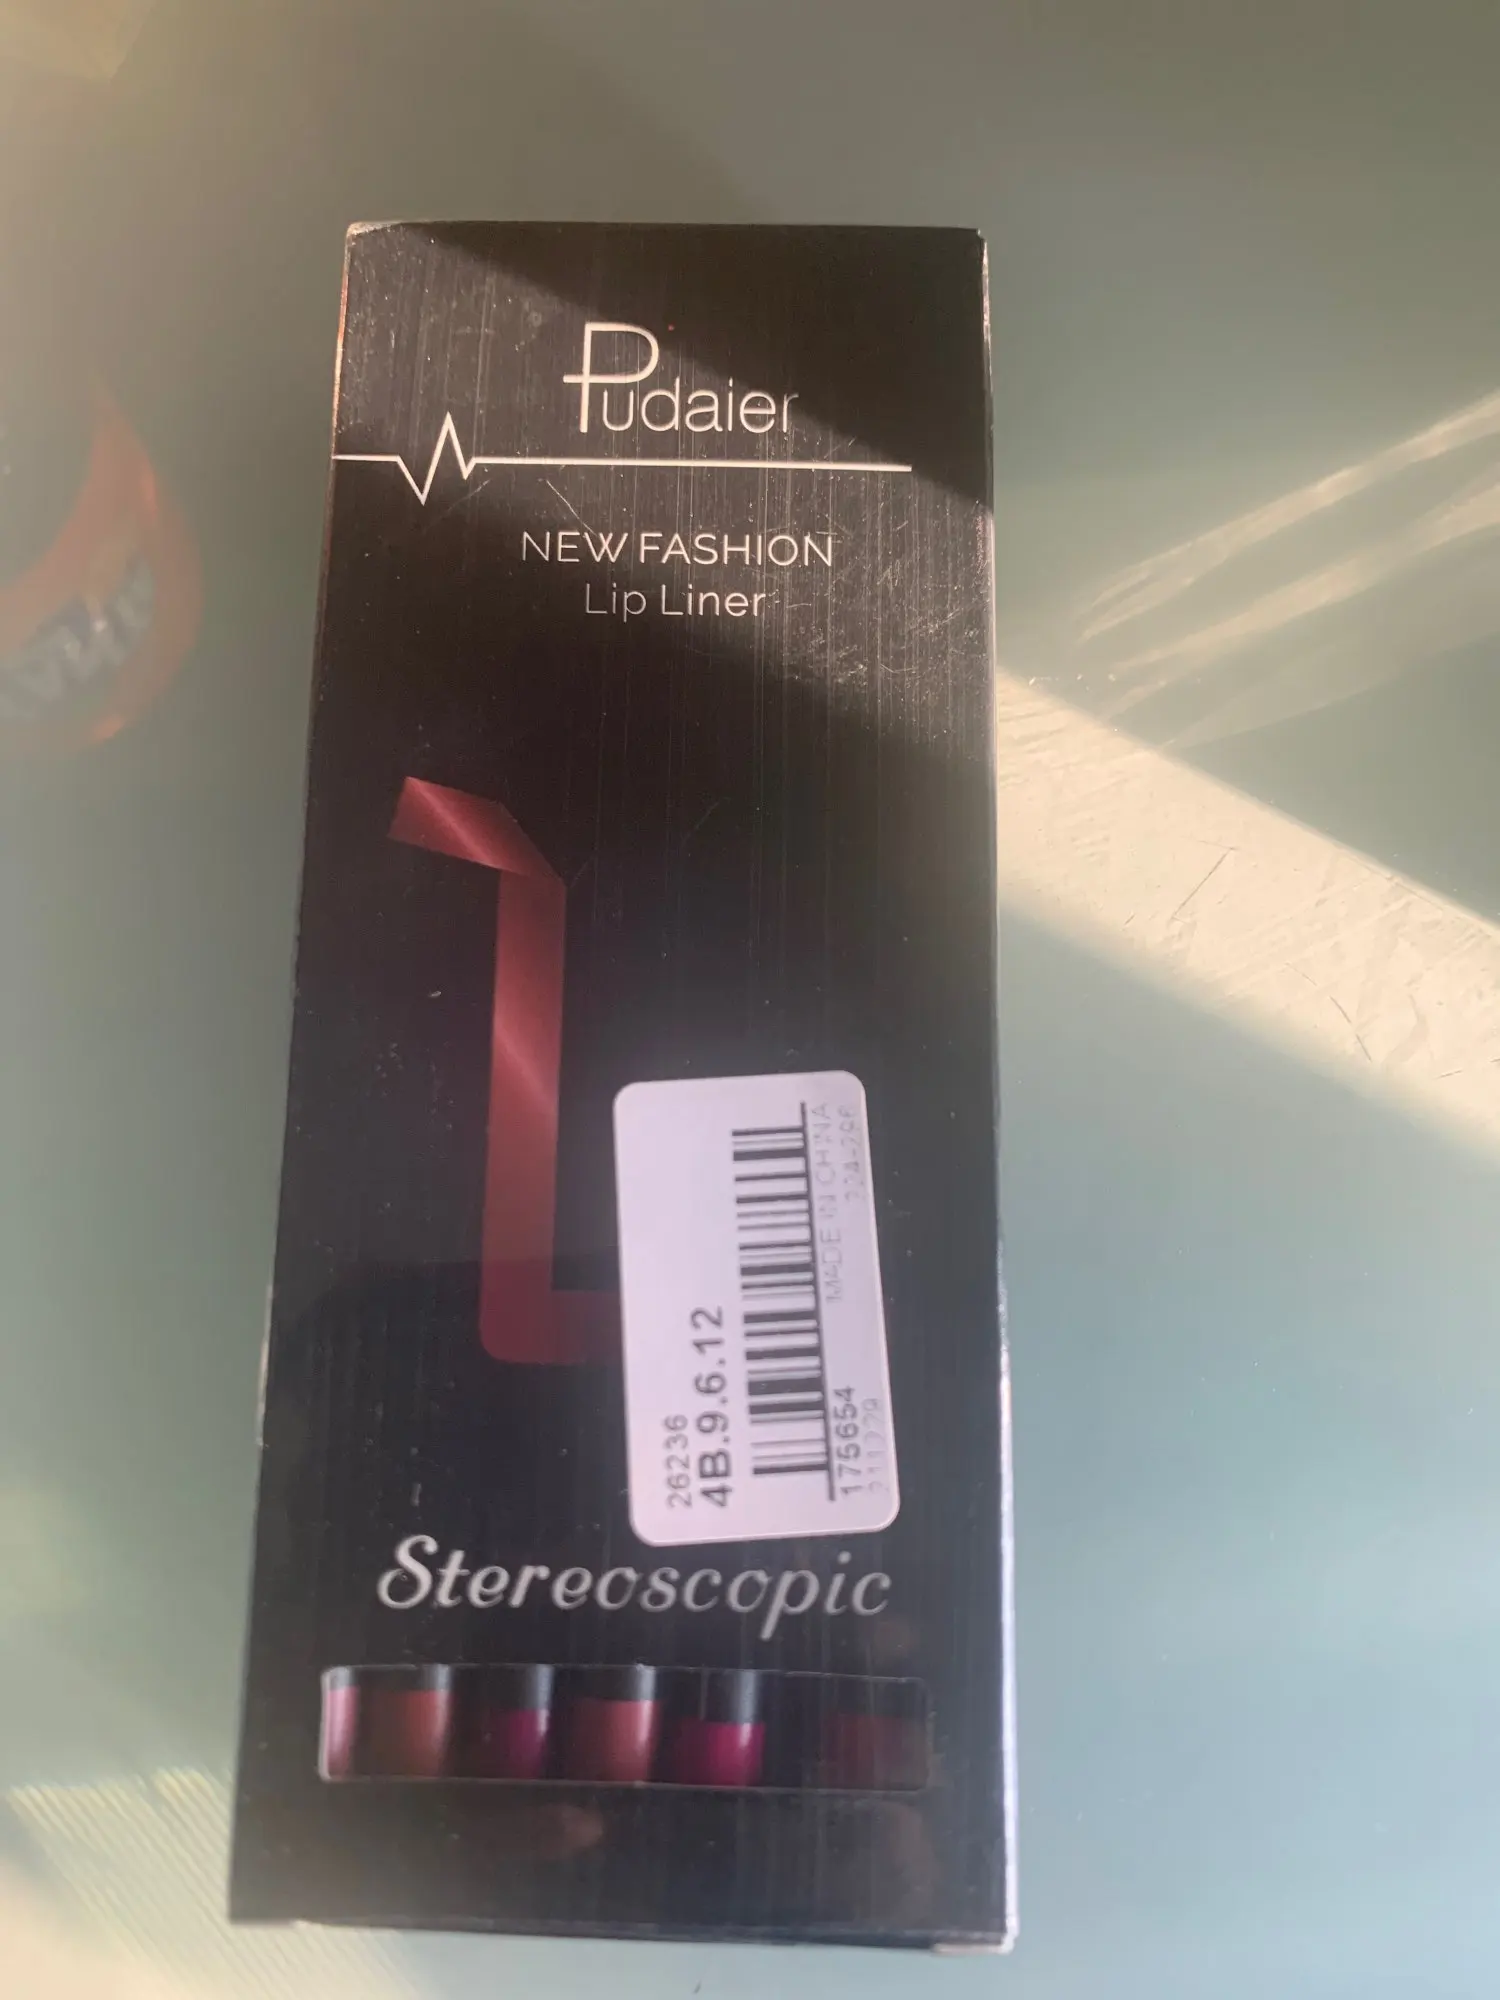 Pudaier
NEW FASHION
Lip Liner
26236
4B.9.6.12
MADE IN CHINA
175654
Stereoscopic